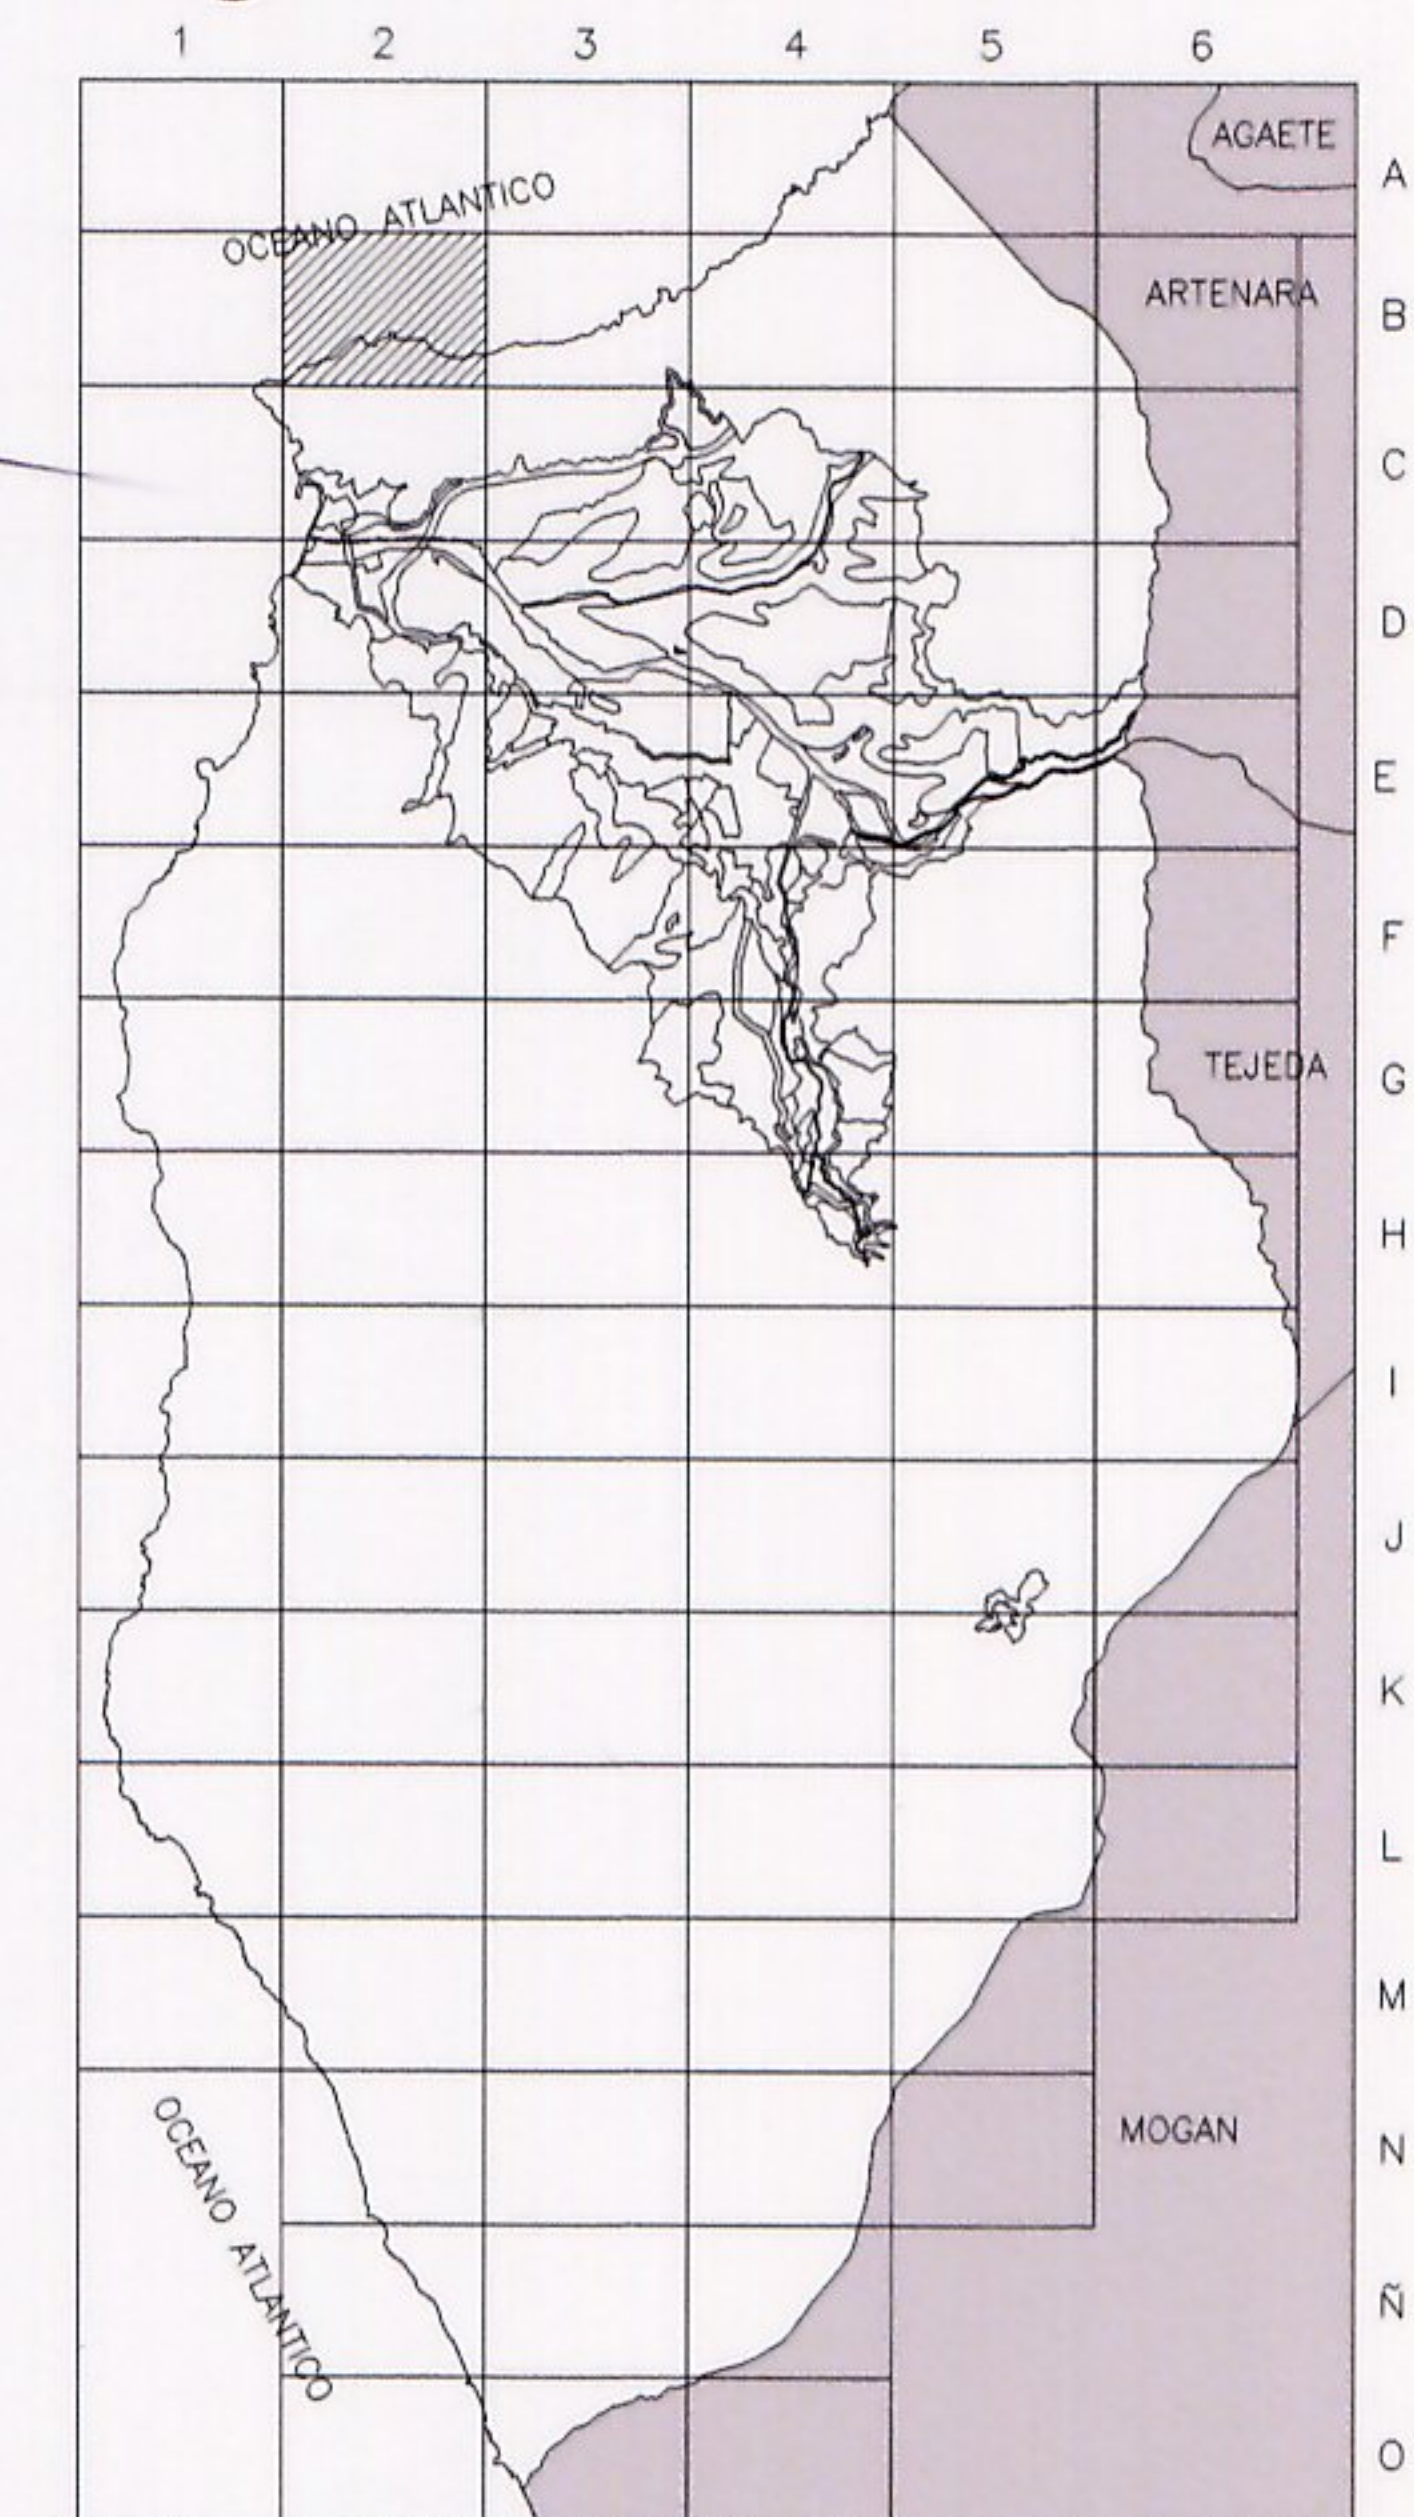 1 2 3 4 5 6
AGAETE
A
OCEANO ATLANTICO
ARTENARA
B
C
D
E
F
TEJEDA
G
H
I
J
K
L
M
OCEANO ATLANTICO
MOGAN
N
Ñ
O